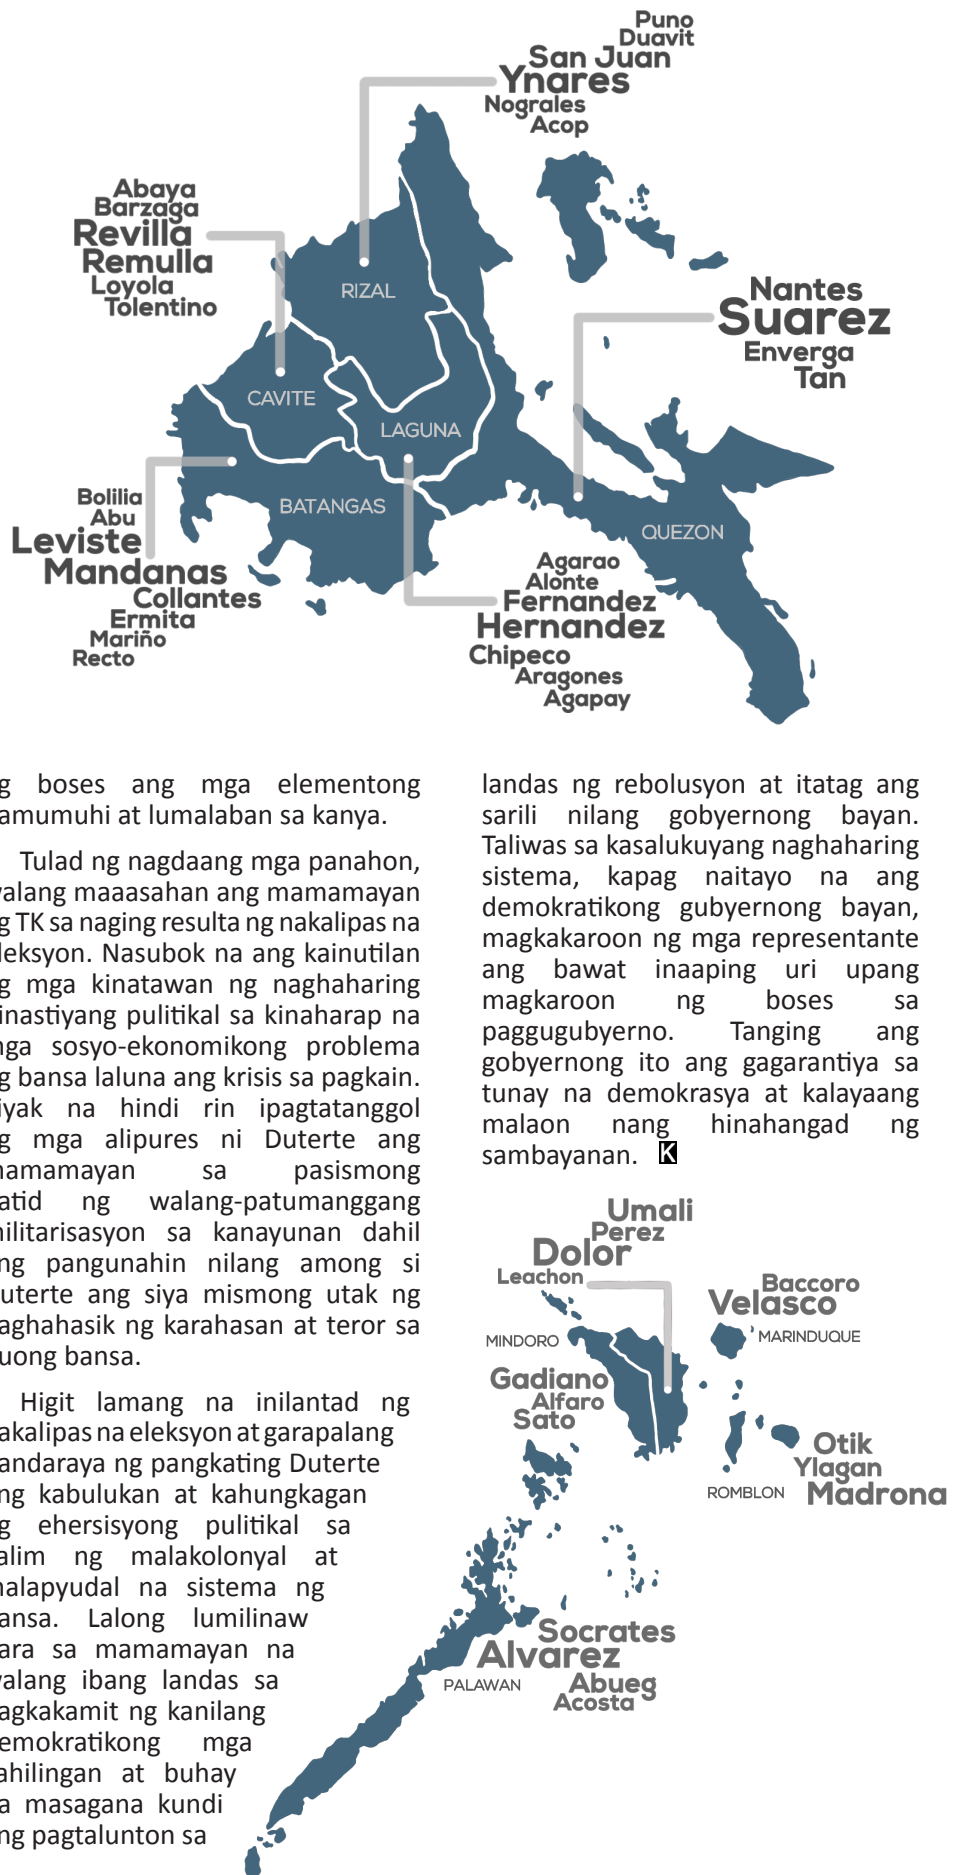 Puno
Duavit
San Juan
Ynares
Nograles
Acop
Abaya
Barzaga
Revilla
Remulla
Loyola
Tolentino
RIZAL
Nantes
Suarez
Enverga
Tan
CAVITE
LAGUNA
BATANGAS
QUEZON
Bolilia
Abu
Leviste
Mandanas
Collantes
Ermita
Mariño
Recto
Agarao
Alonte
Fernandez
Hernandez
Chipeco
Aragones
Agapay
g boses ang mga elementong
amumuhi at lumalaban sa kanya.
Tulad ng nagdaang mga panahon,
walang maaasahan ang mamamayan
g TK sa naging resulta ng nakalipas na
leksyon. Nasubok na ang kainutilan
g mga kinatawan ng naghaharing
inastiyang pulitikal sa kinaharap na
nga sosyo-ekonomikong problema
g bansa laluna ang krisis sa pagkain.
iyak na hindi rin ipagtatanggol
g mga alipures ni Duterte ang
namamayan sa pasismong
atid ng walang-patumanggang
nilitarisasyon sa kanayunan dahil
ng pangunahin nilang among si
uterte ang siya mismong utak ng
aghahasik ng karahasan at teror sa
uong bansa.
Higit lamang na inilantad ng
akalipas na eleksyon at garapalang
andaraya ng pangkating Duterte
ng kabulukan at kahungkagan
g ehersisyong pulitikal sa
alim ng malakolonyal at
nalapyudal na sistema ng
ansa. Lalong lumilinaw
ara sa mamamayan na
walang ibang landas sa
agkakamit ng kanilang
emokratikong mga
ahilingan at buhay
a masagana kundi
ng pagtalunton sa
landas ng rebolusyon at itatag ang
sarili nilang gobyernong bayan.
Taliwas sa kasalukuyang naghaharing
sistema, kapag naitayo na ang
demokratikong gubyernong bayan,
magkakaroon ng mga representante
ang bawat inaaping uri upang
magkaroon ng boses sa
paggugubyerno. Tanging ang
gobyernong ito ang gagarantiya sa
tunay na demokrasya at kalayaang
malaon nang hinahangad ng
sambayanan. K
Umali
Perez
Dolor
Leachon
MINDORO
Baccoro
Velasco
MARINDUQUE
Gadiano
Alfaro
Sato
Otik
Ylagan
ROMBLON Madrona
Socrates
Alvarez
PALAWAN Abueg
Acosta